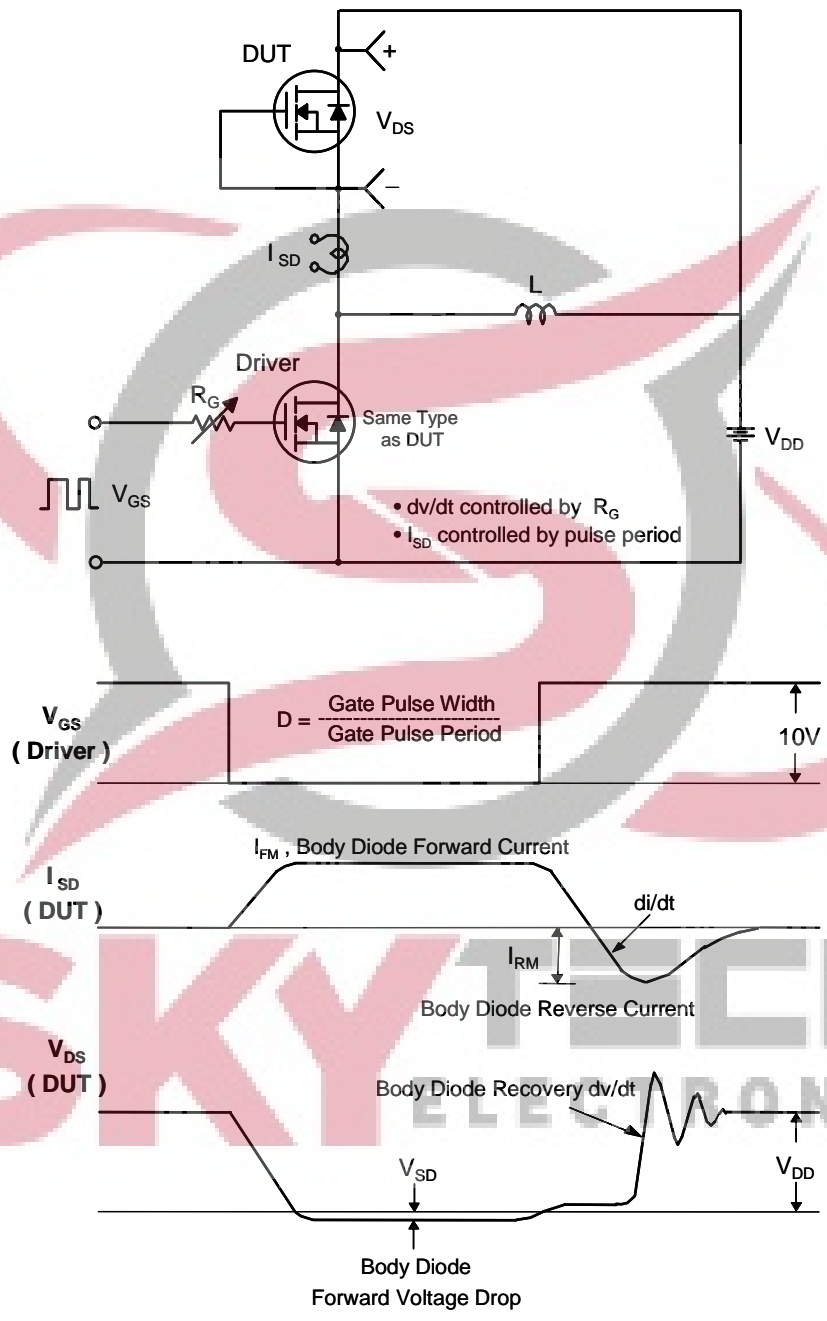 DUT
+
V_DS
−
I_SD
L
Driver
R_G
Same Type
as DUT
V_DD
V_GS
• dv/dt controlled by R_G
• I_SD controlled by pulse period
V_GS
( Driver )
D = Gate Pulse Width
Gate Pulse Period
10V
I_FM , Body Diode Forward Current
I_SD
( DUT )
di/dt
I_RM
Body Diode Reverse Current
V_DS
( DUT )
Body Diode Recovery dv/dt
V_SD
V_DD
Body Diode
Forward Voltage Drop
SKYTEC
ELECTRON